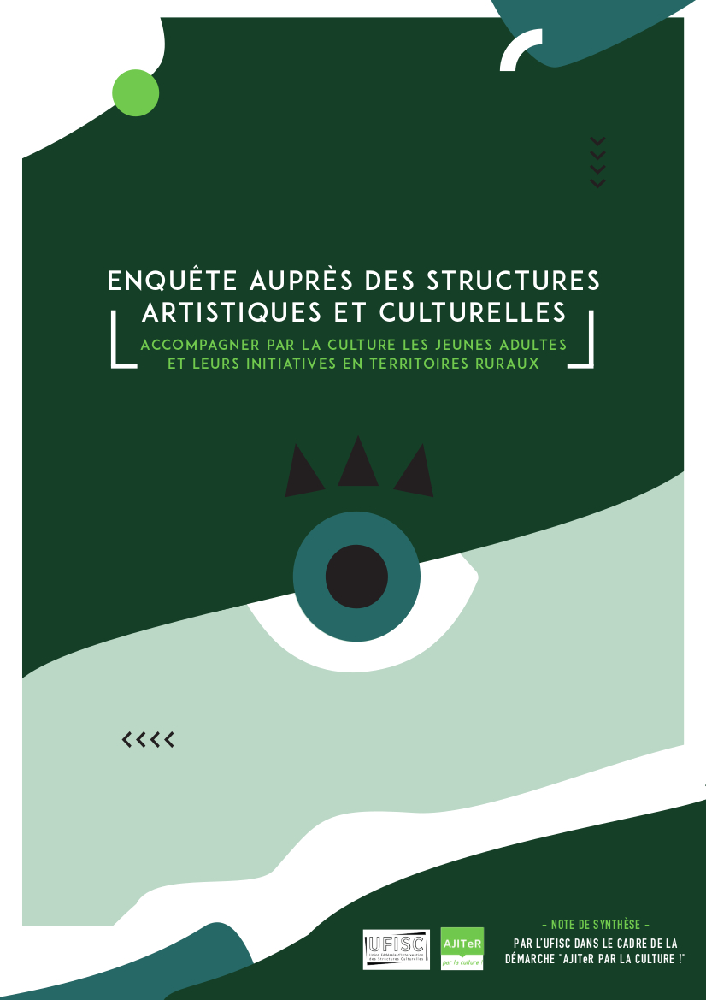 ENQUÊTE AUPRÈS DES STRUCTURES
ARTISTIQUES ET CULTURELLES
ACCOMPAGNER PAR LA CULTURE LES JEUNES ADULTES
ET LEURS INITIATIVES EN TERRITOIRES RURAUX
UFISC
Union Fédérale d'Intervention
des Structures Culturelles
AJITeR
par la culture !
– NOTE DE SYNTHÈSE –
PAR L'UFISC DANS LE CADRE DE LA
DÉMARCHE "AJITeR PAR LA CULTURE !"